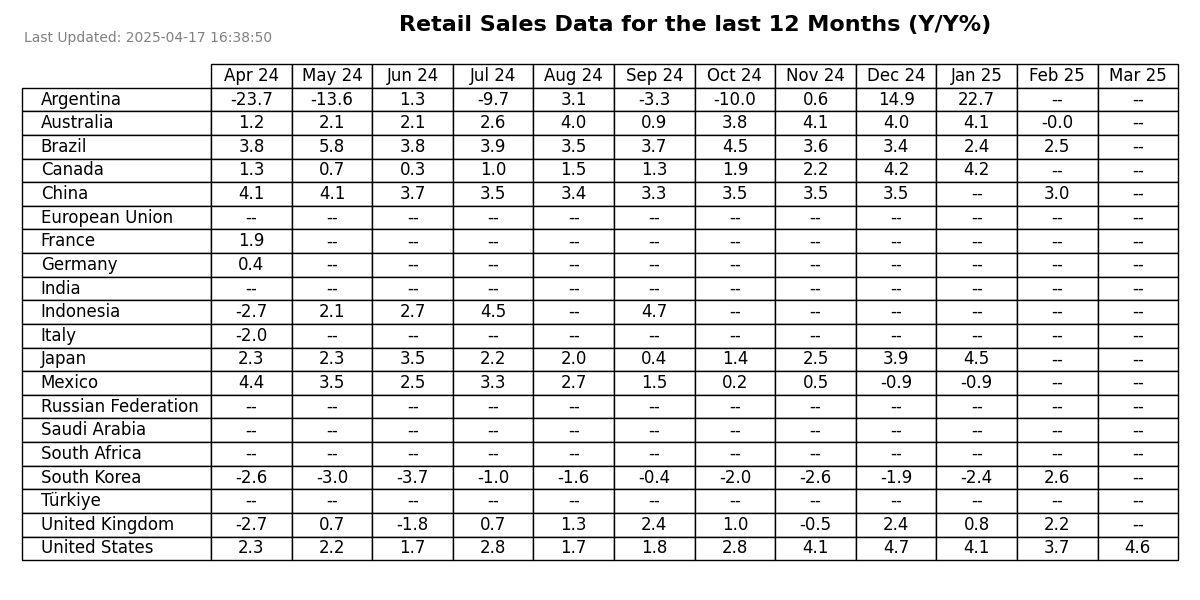 Retail Sales Data for the last 12 Months (Y/Y%)
Last Updated: 2025-04-17 16:38:50
Apr 24 May 24 Jun 24 Jul 24 Aug 24 Sep 24 Oct 24 Nov 24 Dec 24 Jan 25 Feb 25 Mar 25
Argentina -23.7 -13.6 1.3 -9.7 3.1 -3.3 -10.0 0.6 14.9 22.7 -- --
Australia 1.2 2.1 2.1 2.6 4.0 0.9 3.8 4.1 4.0 4.1 -0.0 --
Brazil 3.8 5.8 3.8 3.9 3.5 3.7 4.5 3.6 3.4 2.4 2.5 --
Canada 1.3 0.7 0.3 1.0 1.5 1.3 1.9 2.2 4.2 4.2 -- --
China 4.1 4.1 3.7 3.5 3.4 3.3 3.5 3.5 3.5 -- 3.0 --
European Union -- -- -- -- -- -- -- -- -- -- -- --
France 1.9 -- -- -- -- -- -- -- -- -- -- --
Germany 0.4 -- -- -- -- -- -- -- -- -- -- --
India -- -- -- -- -- -- -- -- -- -- -- --
Indonesia -2.7 2.1 2.7 4.5 -- 4.7 -- -- -- -- -- --
Italy -2.0 -- -- -- -- -- -- -- -- -- -- --
Japan 2.3 2.3 3.5 2.2 2.0 0.4 1.4 2.5 3.9 4.5 -- --
Mexico 4.4 3.5 2.5 3.3 2.7 1.5 0.2 0.5 -0.9 -0.9 -- --
Russian Federation -- -- -- -- -- -- -- -- -- -- -- --
Saudi Arabia -- -- -- -- -- -- -- -- -- -- -- --
South Africa -- -- -- -- -- -- -- -- -- -- -- --
South Korea -2.6 -3.0 -3.7 -1.0 -1.6 -0.4 -2.0 -2.6 -1.9 -2.4 2.6 --
Türkiye -- -- -- -- -- -- -- -- -- -- -- --
United Kingdom -2.7 0.7 -1.8 0.7 1.3 2.4 1.0 -0.5 2.4 0.8 2.2 --
United States 2.3 2.2 1.7 2.8 1.7 1.8 2.8 4.1 4.7 4.1 3.7 4.6